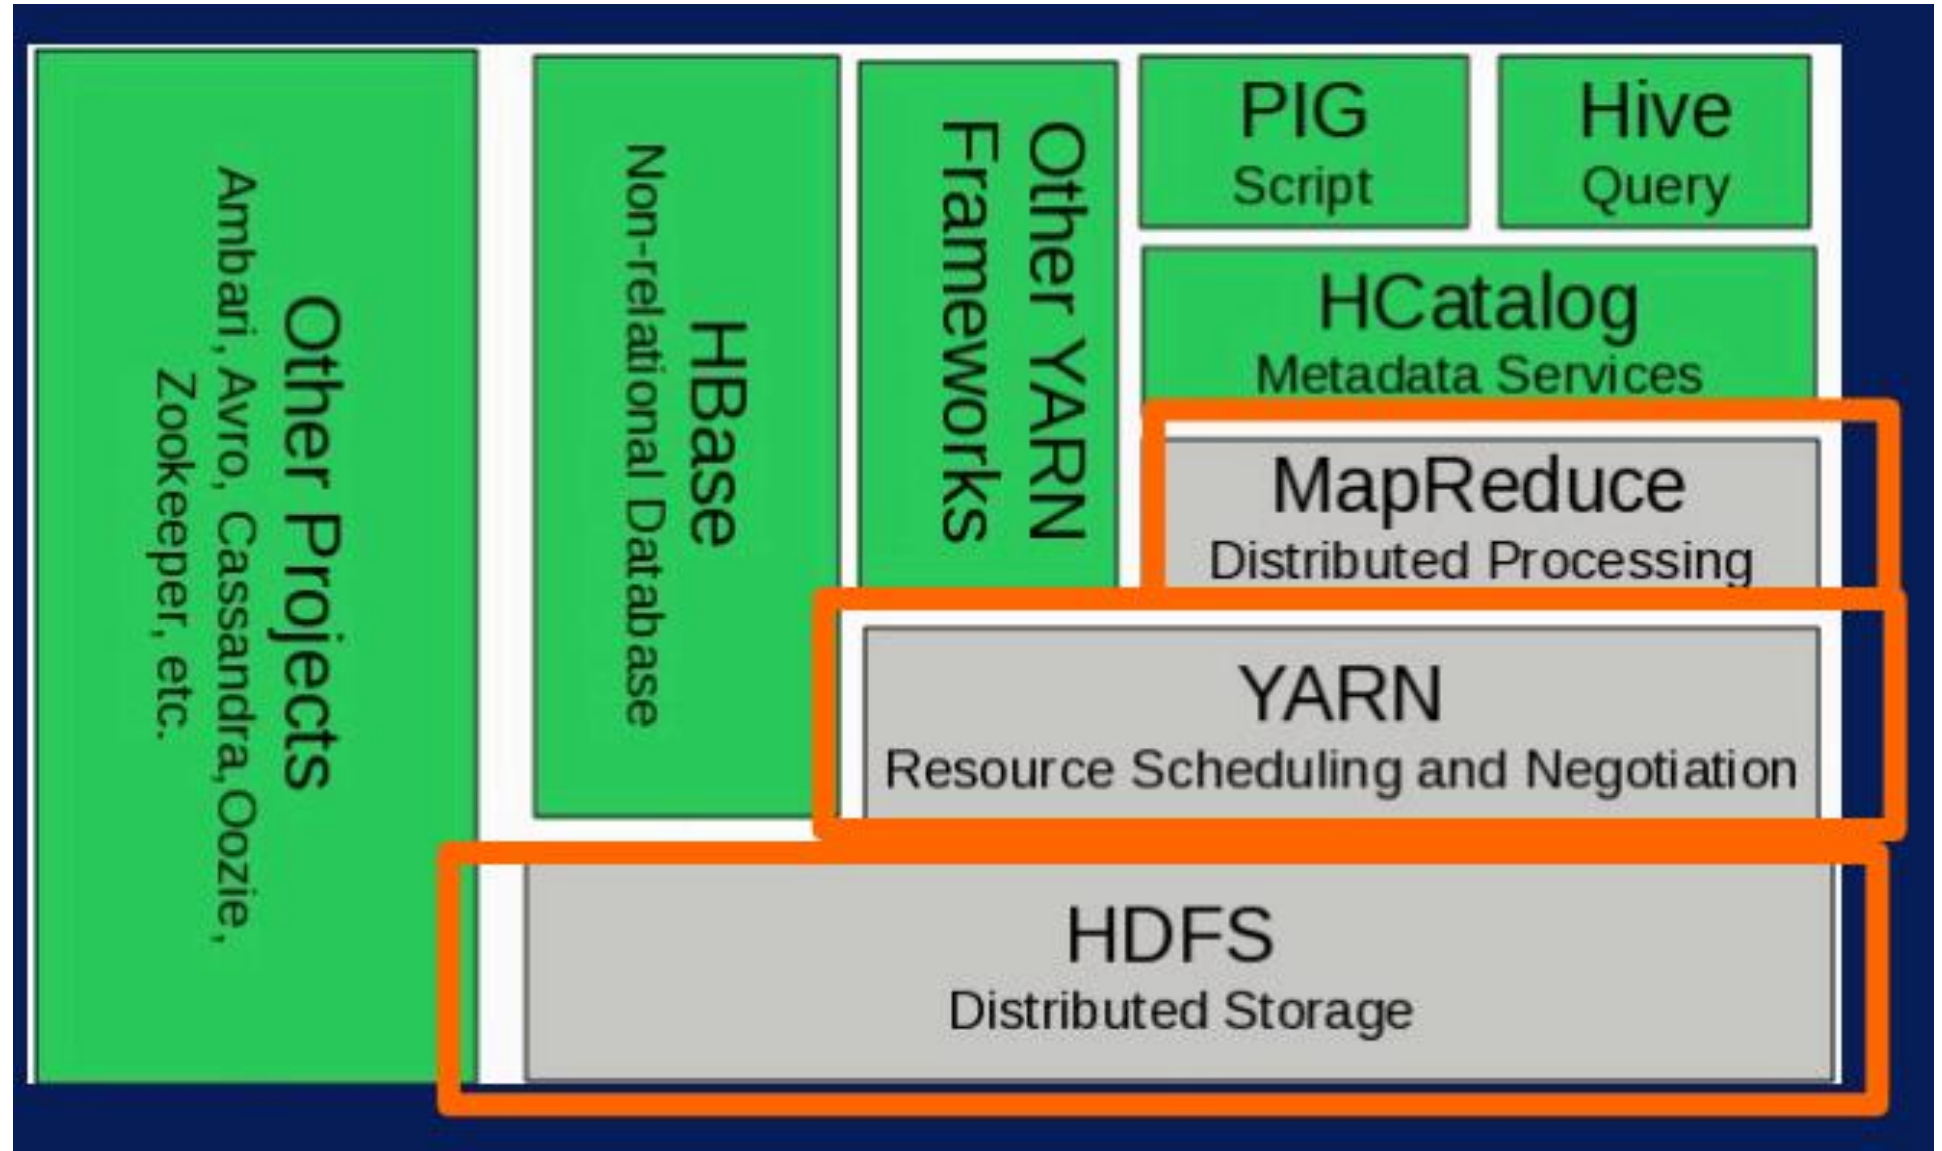 Other Projects
Ambari, Avro, Cassandra, Oozie,
Zookeeper, etc.
HBase
Non-relational Database
Other YARN
Frameworks
PIG
Script
Hive
Query
HCatalog
Metadata Services
MapReduce
Distributed Processing
YARN
Resource Scheduling and Negotiation
HDFS
Distributed Storage